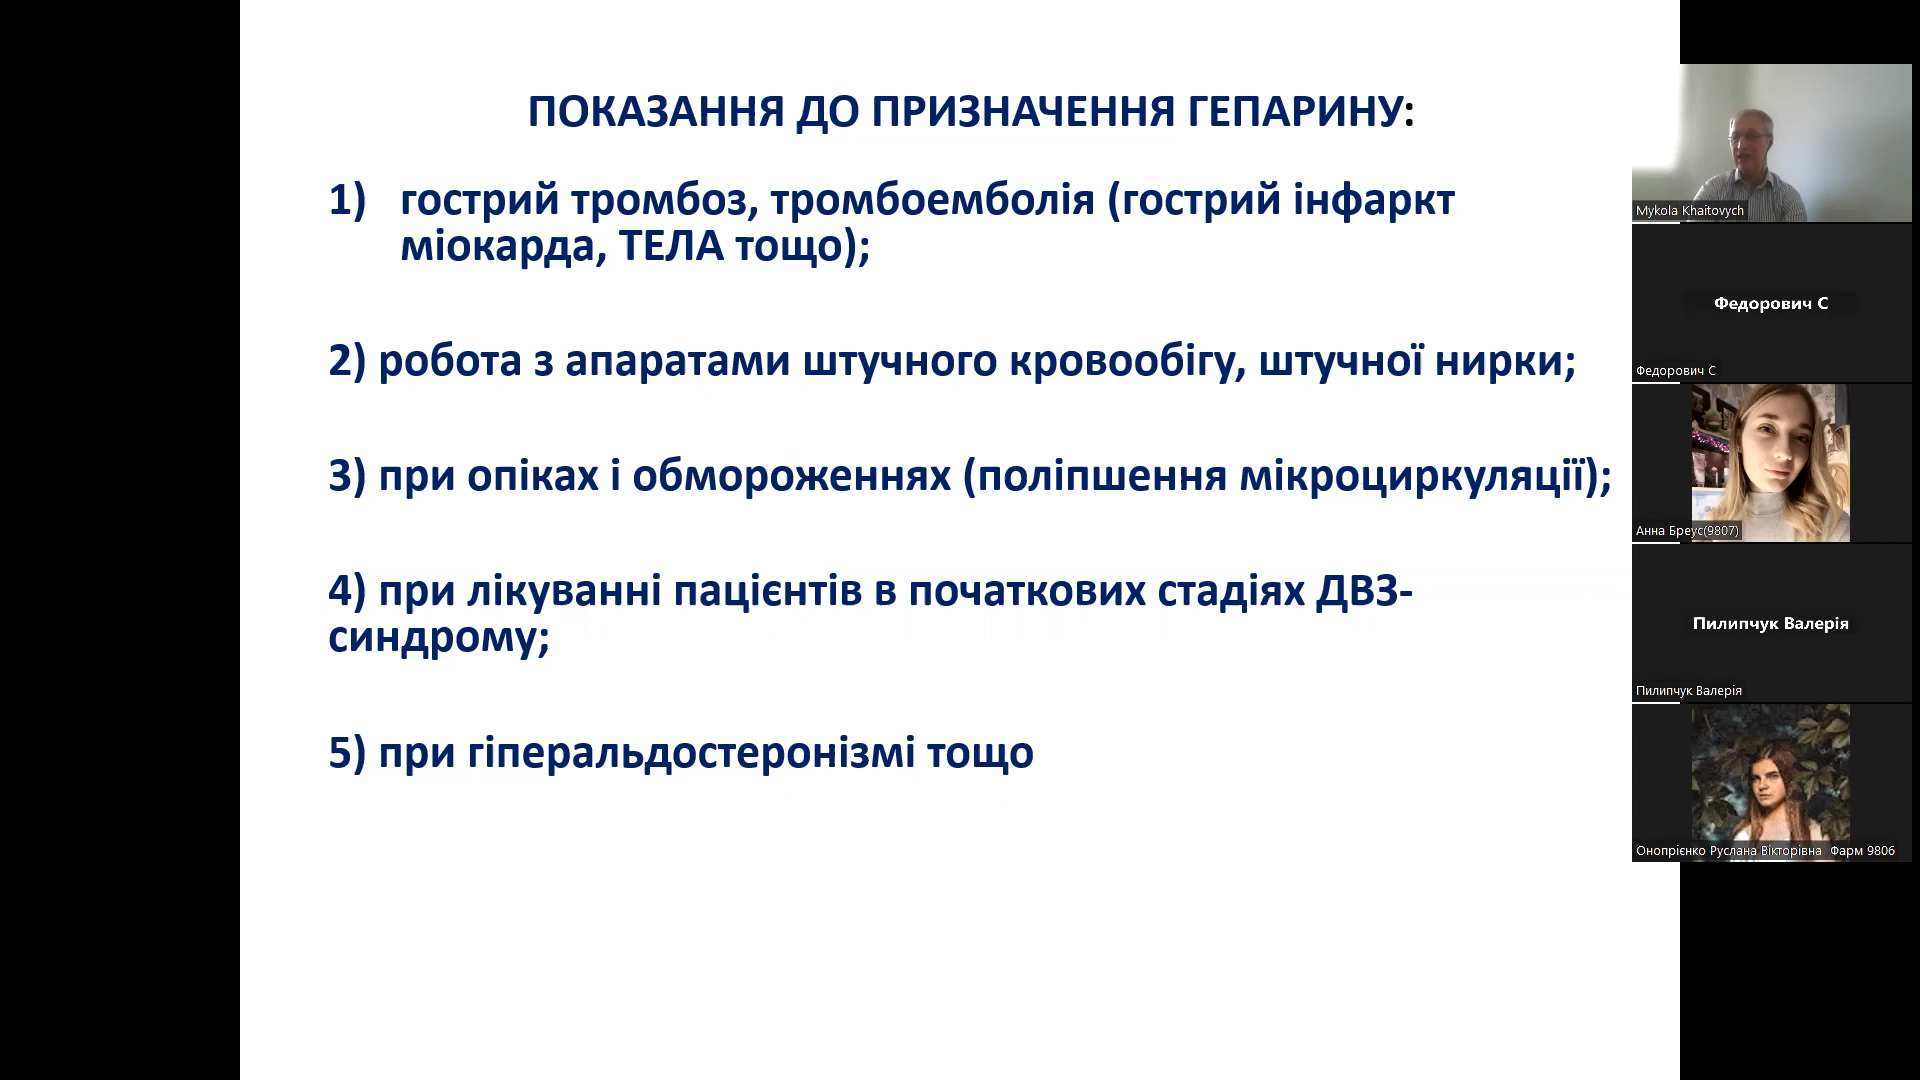 ПОКАЗАННЯ ДО ПРИЗНАЧЕННЯ ГЕПАРИНУ:
1) гострий тромбоз, тромбоемболія (гострий інфаркт
міокарда, ТЕЛА тощо);
2) робота з апаратами штучного кровообігу, штучної нирки;
3) при опіках і обмороженнях (поліпшення мікроциркуляції);
4) при лікуванні пацієнтів в початкових стадіях ДВЗ-
синдрому;
5) при гіперальдостеронізмі тощо
Mykola Khaitovych
Федорович С
Федорович С
Анна Бреус(9807)
Пилипчук Валерія
Пилипчук Валерія
Онопрієнко Руслана Вікторівна Фарм 9806